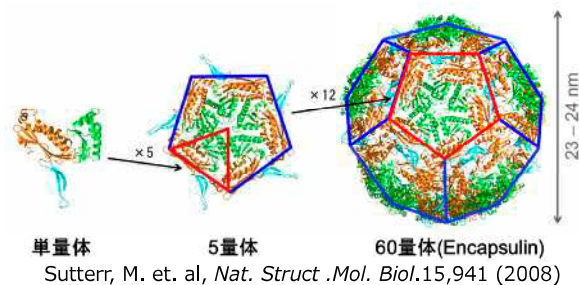 ×5
×12
23 – 24 nm
単量体
5量体
60量体(Encapsulin)
Sutterr, M. et. al, Nat. Struct .Mol. Biol.15,941 (2008)